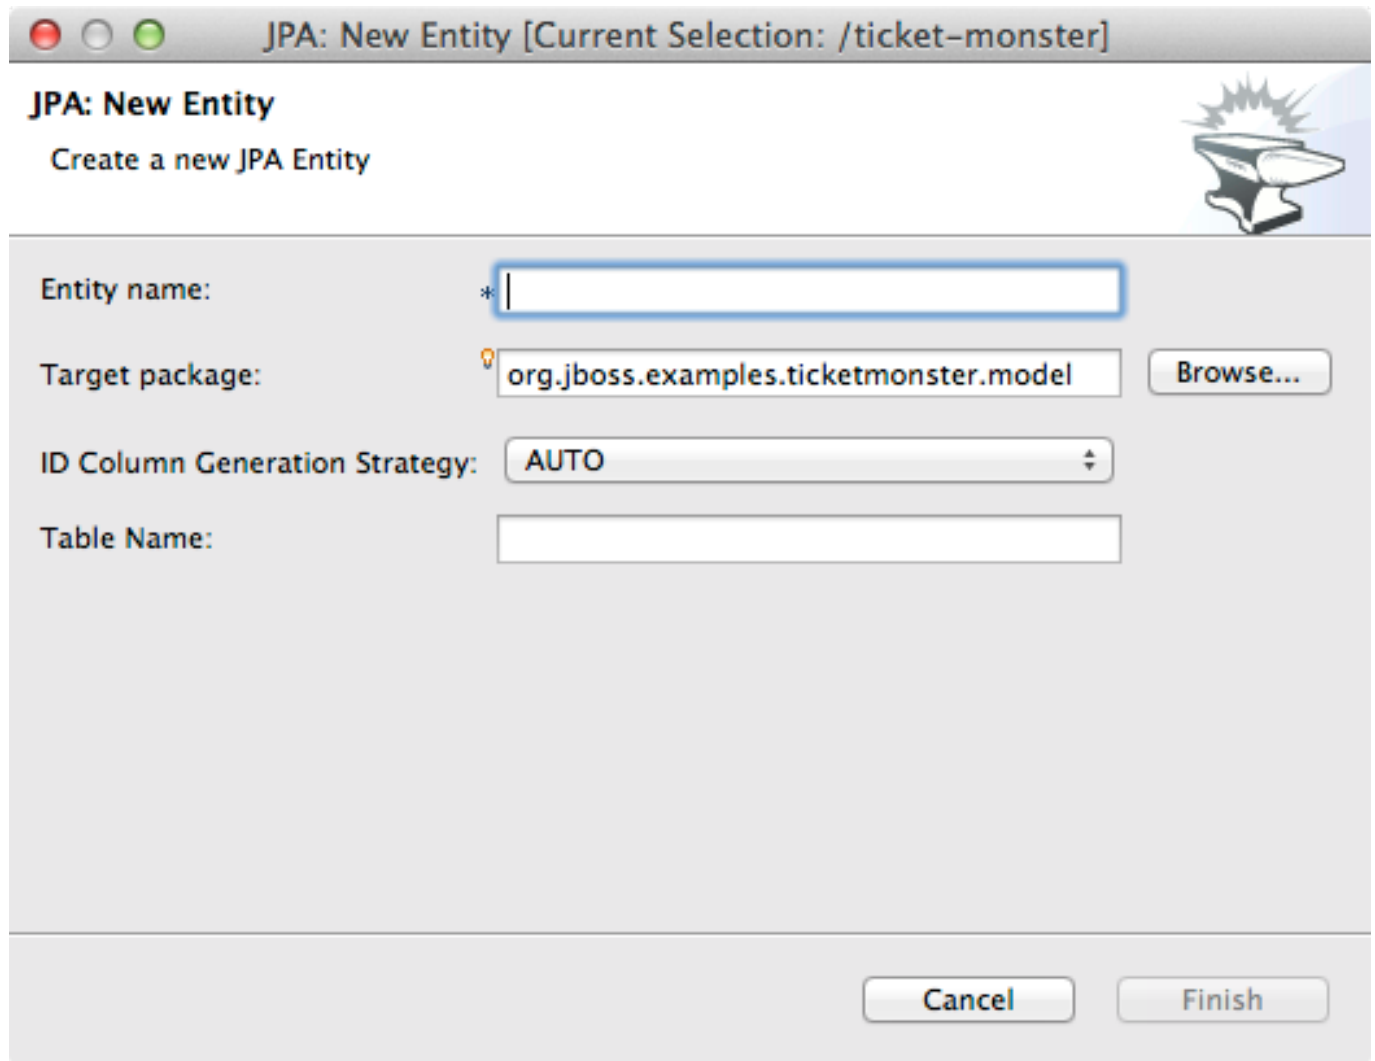 JPA: New Entity [Current Selection: /ticket-monster]
JPA: New Entity
Create a new JPA Entity
Entity name: *
Target package: org.jboss.examples.ticketmonster.model Browse...
ID Column Generation Strategy: AUTO
Table Name:
Cancel Finish